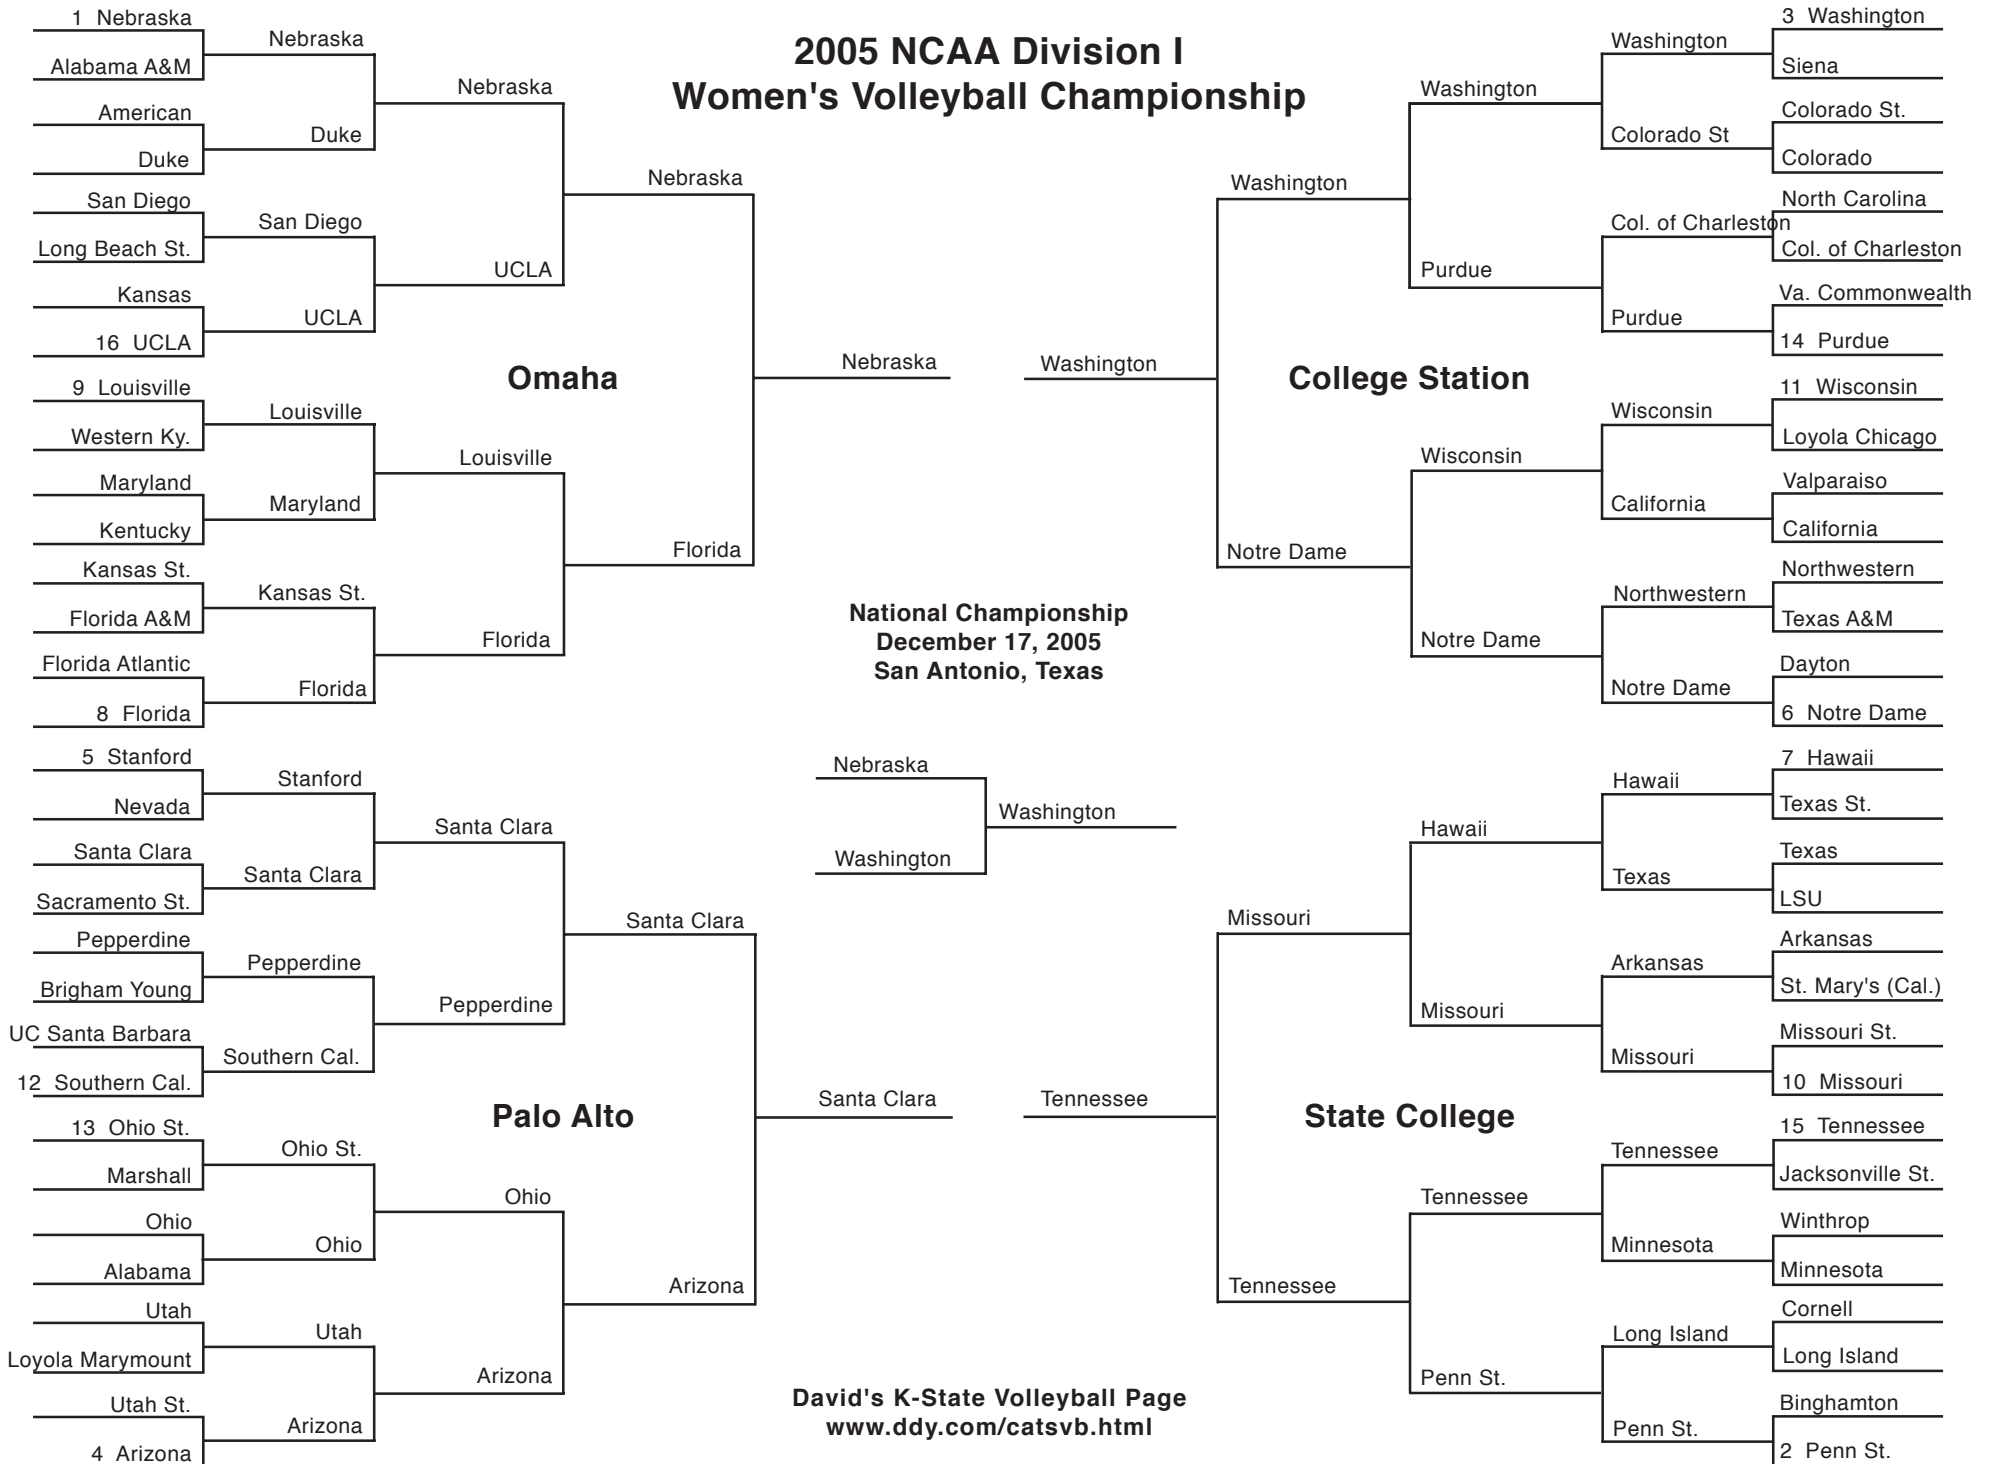 2005 NCAA Division I
Women's Volleyball Championship
1 Nebraska
Alabama A&M
American
Duke
San Diego
Long Beach St.
Kansas
16 UCLA
9 Louisville
Western Ky.
Maryland
Kentucky
Kansas St.
Florida A&M
Florida Atlantic
8 Florida
Nebraska
Duke
San Diego
UCLA
Louisville
Maryland
Kansas St.
Florida
Nebraska
UCLA
Louisville
Florida
Nebraska
Florida
Omaha
Nebraska
5 Stanford
Nevada
Santa Clara
Sacramento St.
Pepperdine
Brigham Young
UC Santa Barbara
12 Southern Cal.
13 Ohio St.
Marshall
Ohio
Alabama
Utah
Loyola Marymount
Utah St.
4 Arizona
Stanford
Santa Clara
Pepperdine
Southern Cal.
Ohio St.
Ohio
Utah
Arizona
Santa Clara
Pepperdine
Ohio
Arizona
Santa Clara
Arizona
Palo Alto
Santa Clara
National Championship
December 17, 2005
San Antonio, Texas
Nebraska
Washington
Washington
3 Washington
Siena
Colorado St.
Colorado
North Carolina
Col. of Charleston
Va. Commonwealth
14 Purdue
11 Wisconsin
Loyola Chicago
Valparaiso
California
Northwestern
Texas A&M
Dayton
6 Notre Dame
Washington
Colorado St
Col. of Charleston
Purdue
Wisconsin
California
Northwestern
Notre Dame
Washington
Purdue
Wisconsin
Notre Dame
Washington
Notre Dame
College Station
Washington
7 Hawaii
Texas St.
Texas
LSU
Arkansas
St. Mary's (Cal.)
Missouri St.
10 Missouri
15 Tennessee
Jacksonville St.
Winthrop
Minnesota
Cornell
Long Island
Binghamton
2 Penn St.
Hawaii
Texas
Arkansas
Missouri
Tennessee
Minnesota
Long Island
Penn St.
Hawaii
Missouri
Tennessee
Penn St.
Missouri
Tennessee
State College
Tennessee
David's K-State Volleyball Page
www.ddy.com/catsvb.html